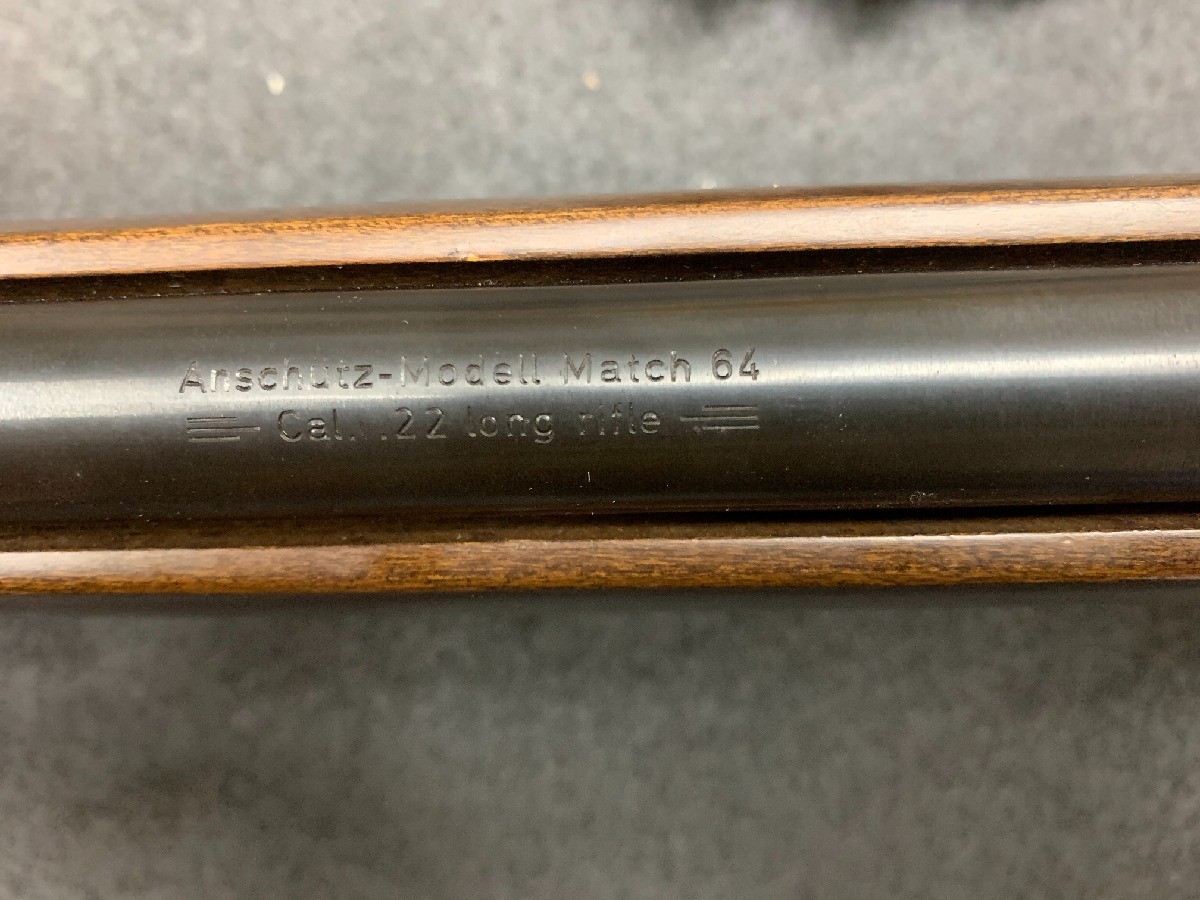 Anschütz-Modell Match 64
Cal. .22 long rifle